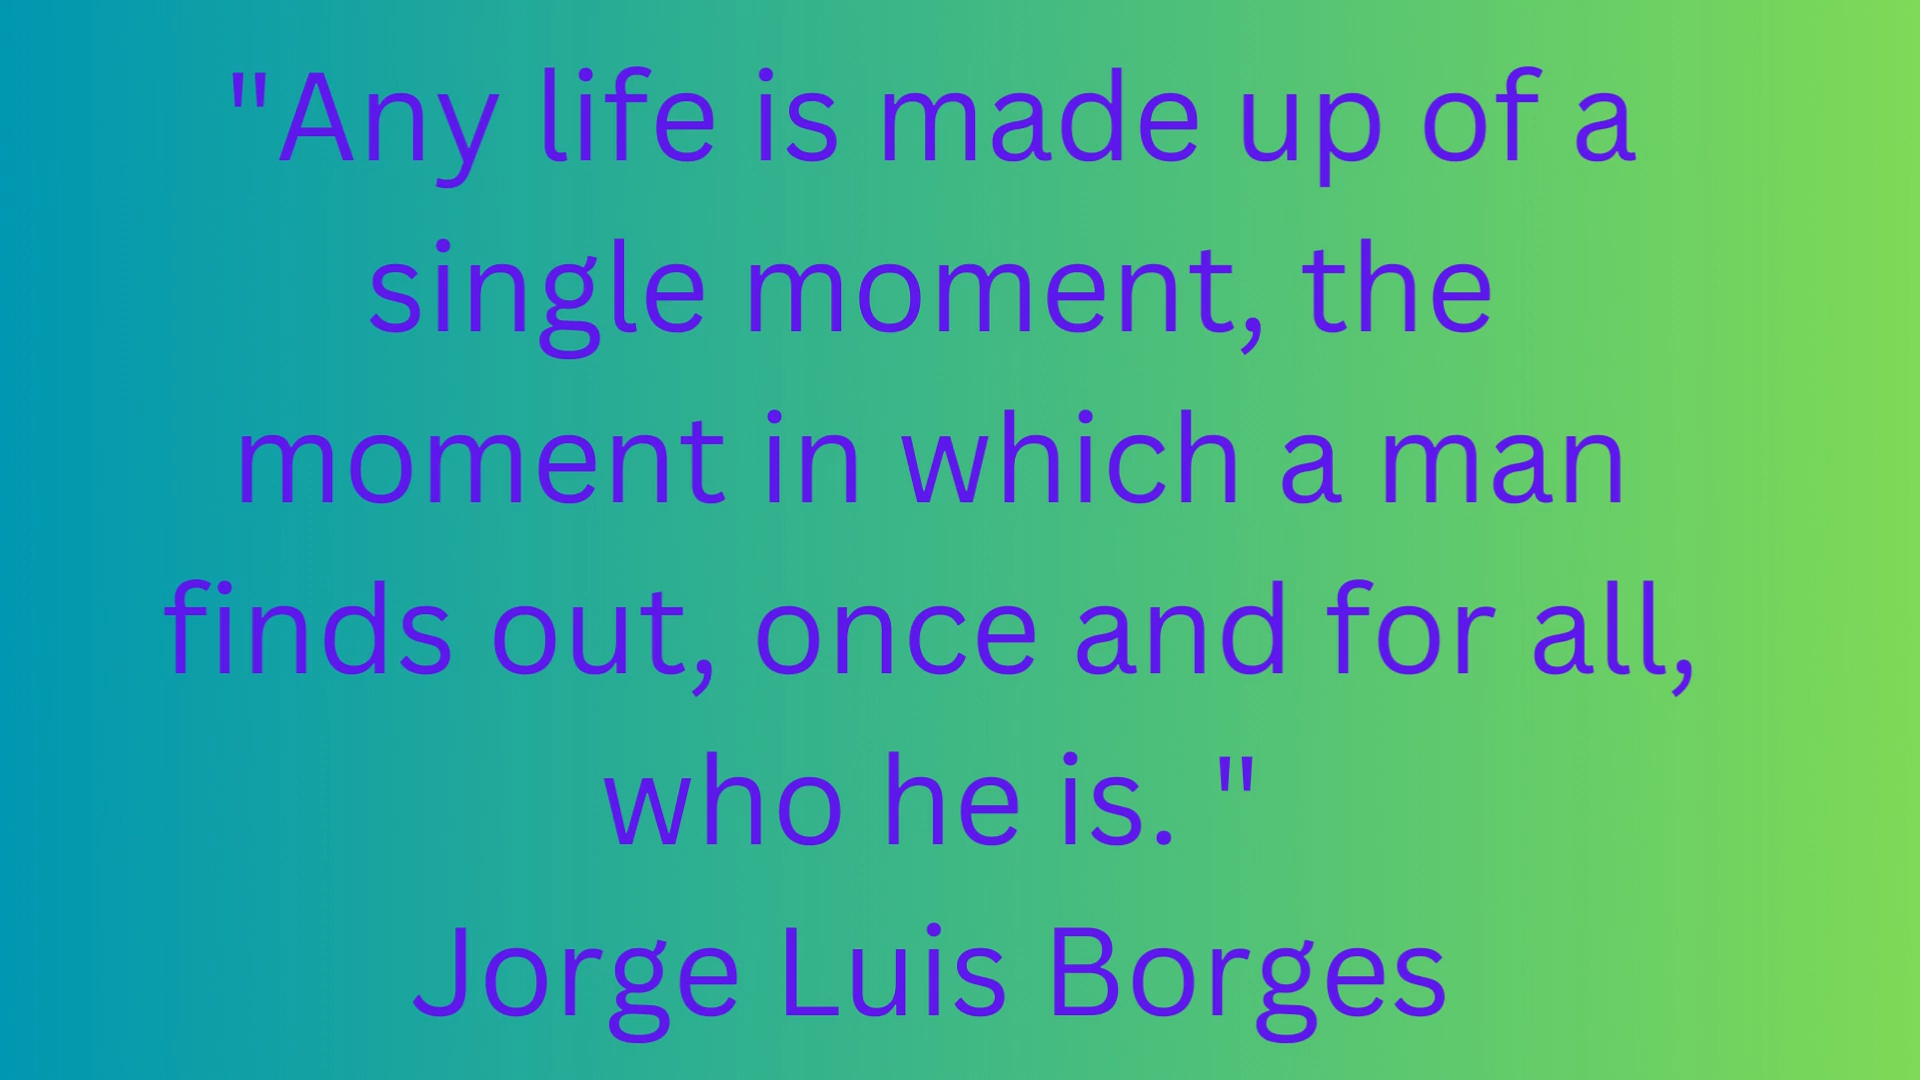 "Any life is made up of a
single moment, the
moment in which a man
finds out, once and for all,
who he is. "
Jorge Luis Borges